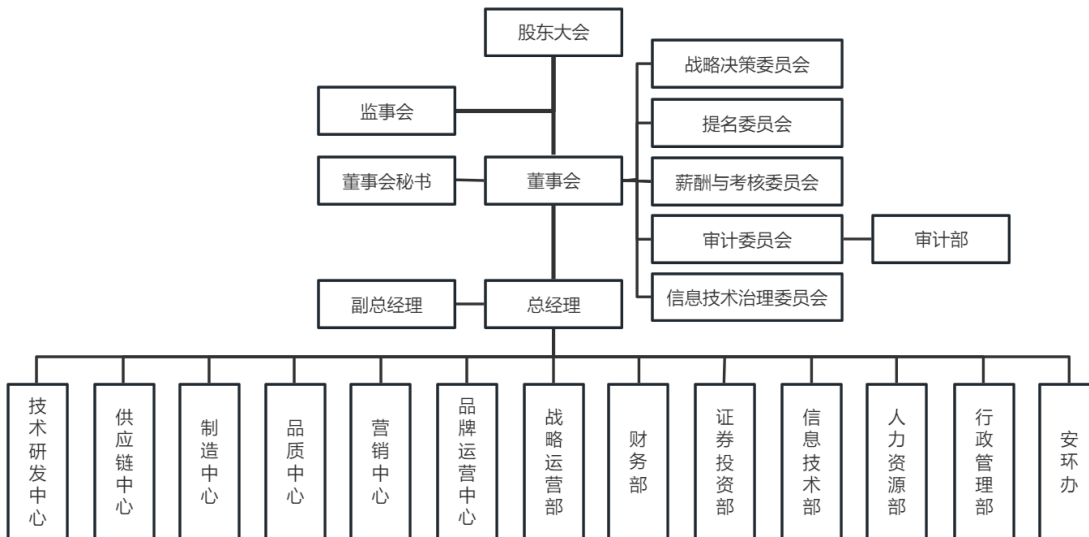 股东大会
战略决策委员会
监事会
提名委员会
董事会秘书
董事会
薪酬与考核委员会
审计委员会
审计部
副总经理
总经理
信息技术治理委员会
技术研发中心
供应链中心
制造中心
品质中心
营销中心
品牌运营中心
战略运营部
财务部
证券投资部
信息技术部
人力资源部
行政管理部
安环办